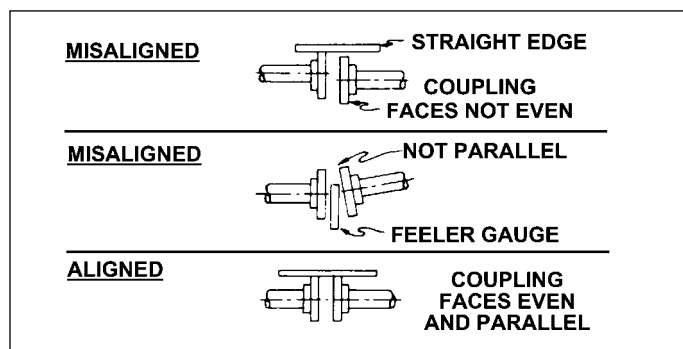 MISALIGNED
STRAIGHT EDGE
COUPLING
FACES NOT EVEN
MISALIGNED
NOT PARALLEL
FEELER GAUGE
ALIGNED
COUPLING
FACES EVEN
AND PARALLEL